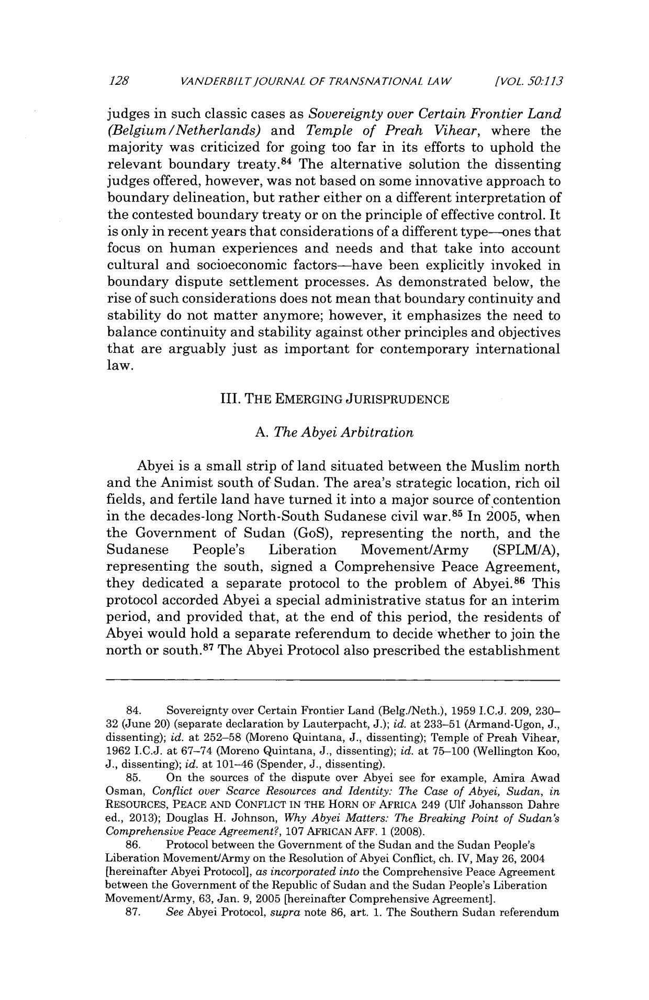 128 VANDERBILT JOURNAL OF TRANSNATIONAL LAW [VOL. 50:113
judges in such classic cases as Sovereignty over Certain Frontier Land
(Belgium/Netherlands) and Temple of Preah Vihear, where the
majority was criticized for going too far in its efforts to uphold the
relevant boundary treaty.84 The alternative solution the dissenting
judges offered, however, was not based on some innovative approach to
boundary delineation, but rather either on a different interpretation of
the contested boundary treaty or on the principle of effective control. It
is only in recent years that considerations of a different type—ones that
focus on human experiences and needs and that take into account
cultural and socioeconomic factors—have been explicitly invoked in
boundary dispute settlement processes. As demonstrated below, the
rise of such considerations does not mean that boundary continuity and
stability do not matter anymore; however, it emphasizes the need to
balance continuity and stability against other principles and objectives
that are arguably just as important for contemporary international
law.
III. THE EMERGING JURISPRUDENCE
A. The Abyei Arbitration
Abyei is a small strip of land situated between the Muslim north
and the Animist south of Sudan. The area's strategic location, rich oil
fields, and fertile land have turned it into a major source of contention
in the decades-long North-South Sudanese civil war.85 In 2005, when
the Government of Sudan (GoS), representing the north, and the
Sudanese People's Liberation Movement/Army (SPLM/A),
representing the south, signed a Comprehensive Peace Agreement,
they dedicated a separate protocol to the problem of Abyei.86 This
protocol accorded Abyei a special administrative status for an interim
period, and provided that, at the end of this period, the residents of
Abyei would hold a separate referendum to decide whether to join the
north or south.87 The Abyei Protocol also prescribed the establishment
84. Sovereignty over Certain Frontier Land (Belg./Neth.), 1959 I.C.J. 209, 230–
32 (June 20) (separate declaration by Lauterpacht, J.); id. at 233–51 (Armand-Ugon, J.,
dissenting); id. at 252–58 (Moreno Quintana, J., dissenting); Temple of Preah Vihear,
1962 I.C.J. at 67–74 (Moreno Quintana, J., dissenting); id. at 75–100 (Wellington Koo,
J., dissenting); id. at 101–46 (Spender, J., dissenting).
85. On the sources of the dispute over Abyei see for example, Amira Awad
Osman, Conflict over Scarce Resources and Identity: The Case of Abyei, Sudan, in
RESOURCES, PEACE AND CONFLICT IN THE HORN OF AFRICA 249 (Ulf Johansson Dahre
ed., 2013); Douglas H. Johnson, Why Abyei Matters: The Breaking Point of Sudan's
Comprehensive Peace Agreement?, 107 AFRICAN AFF. 1 (2008).
86. Protocol between the Government of the Sudan and the Sudan People's
Liberation Movement/Army on the Resolution of Abyei Conflict, ch. IV, May 26, 2004
[hereinafter Abyei Protocol], as incorporated into the Comprehensive Peace Agreement
between the Government of the Republic of Sudan and the Sudan People's Liberation
Movement/Army, 63, Jan. 9, 2005 [hereinafter Comprehensive Agreement].
87. See Abyei Protocol, supra note 86, art. 1. The Southern Sudan referendum